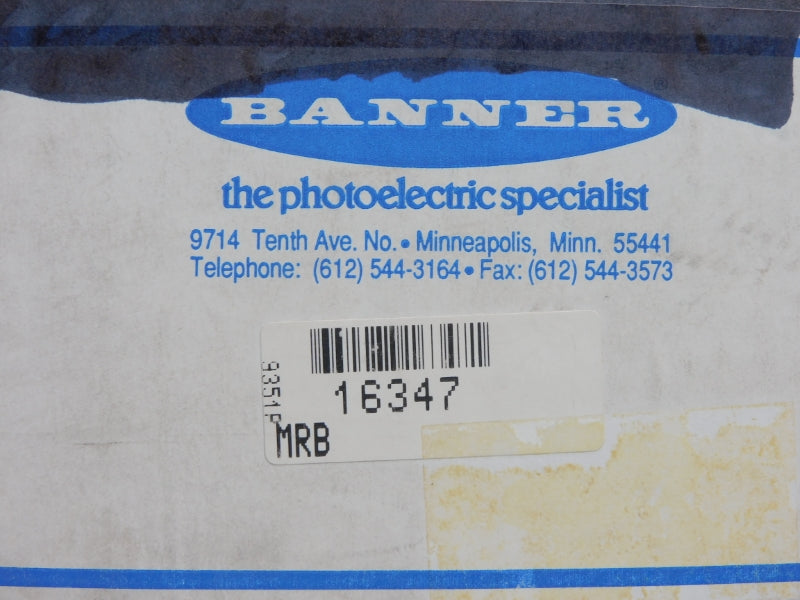 BANNER ®
the photoelectric specialist
9714 Tenth Ave. No. • Minneapolis, Minn. 55441
Telephone: (612) 544-3164 • Fax: (612) 544-3573
9351P
16347
MRB